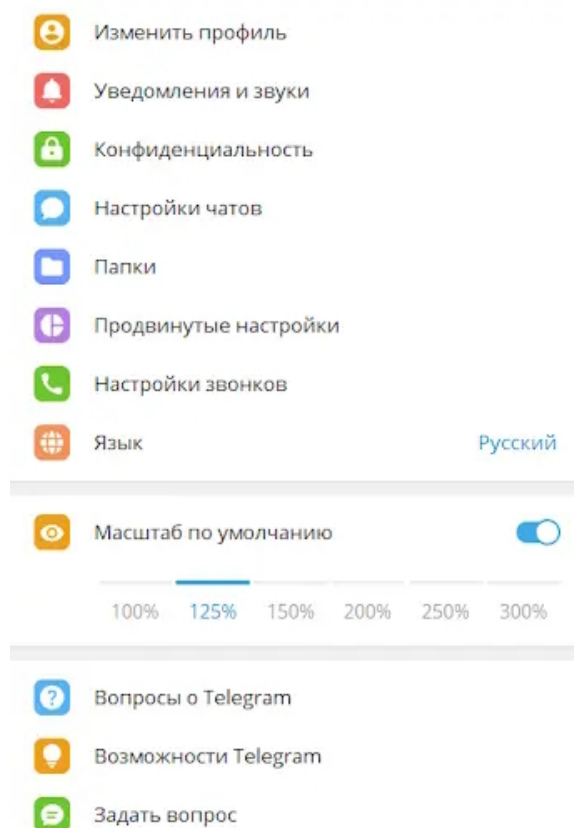 Изменить профиль
Уведомления и звуки
Конфиденциальность
Настройки чатов
Папки
Продвинутые настройки
Настройки звонков
Язык Русский
Масштаб по умолчанию
100% 125% 150% 200% 250% 300%
Вопросы о Telegram
Возможности Telegram
Задать вопрос